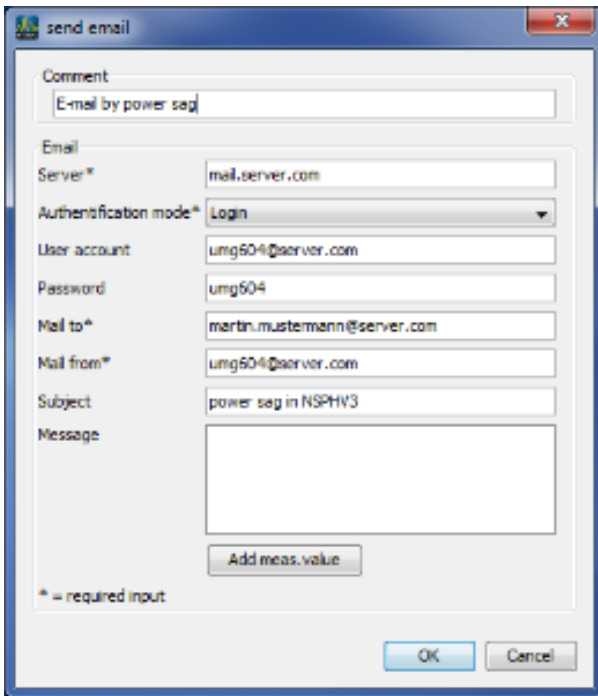 send email
Comment
E-mail by power sag
Email
Server* mail.server.com
Authentification mode* Login
User account umg604@server.com
Password umg604
Mail to* martin.mustermann@server.com
Mail from* umg604@server.com
Subject power sag in NSPHV3
Message
Add meas. value
* = required input
OK Cancel